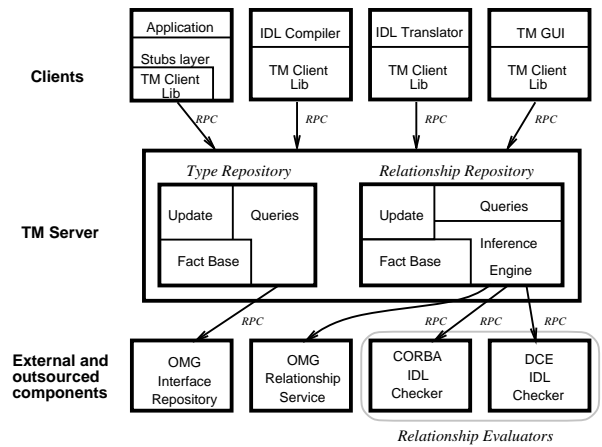 Clients
Application
Stubs layer
TM Client
Lib
IDL Compiler
TM Client
Lib
IDL Translator
TM Client
Lib
TM GUI
TM Client
Lib
RPC
RPC
RPC
RPC
TM Server
Type Repository
Update
Queries
Fact Base
Relationship Repository
Update
Queries
Fact Base
Inference
Engine
RPC
RPC
RPC
RPC
External and
outsourced
components
OMG
Interface
Repository
OMG
Relationship
Service
CORBA
IDL
Checker
DCE
IDL
Checker
Relationship Evaluators